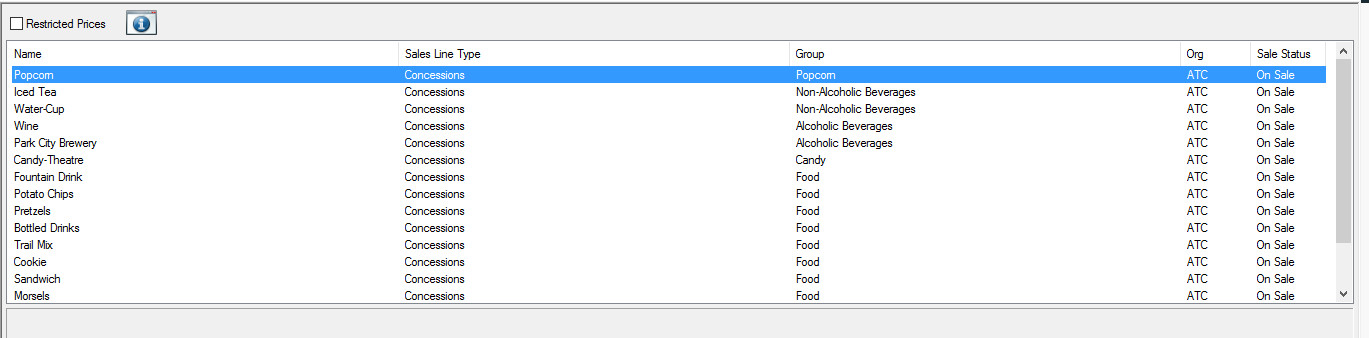 Restricted Prices
Name Sales Line Type Group Org Sale Status
Popcorn Concessions Popcorn ATC On Sale
Iced Tea Concessions Non-Alcoholic Beverages ATC On Sale
Water-Cup Concessions Non-Alcoholic Beverages ATC On Sale
Wine Concessions Alcoholic Beverages ATC On Sale
Park City Brewery Concessions Alcoholic Beverages ATC On Sale
Candy-Theatre Concessions Candy ATC On Sale
Fountain Drink Concessions Food ATC On Sale
Potato Chips Concessions Food ATC On Sale
Pretzels Concessions Food ATC On Sale
Bottled Drinks Concessions Food ATC On Sale
Trail Mix Concessions Food ATC On Sale
Cookie Concessions Food ATC On Sale
Sandwich Concessions Food ATC On Sale
Morsels Concessions Food ATC On Sale